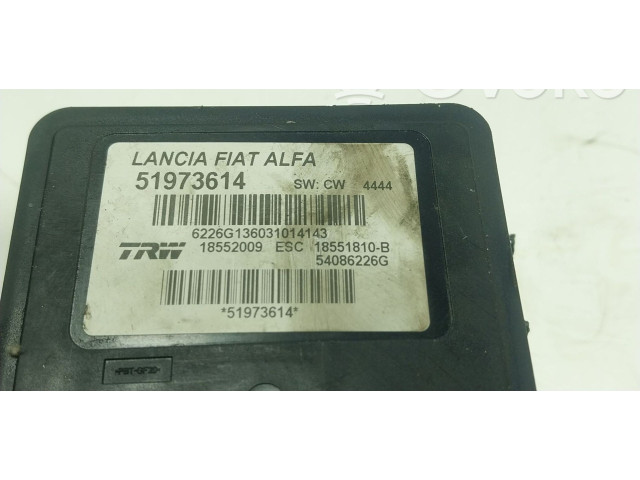 LANCIA FIAT ALFA
51973614 SW: CW 4444
6226G136031014143
TRW 18552009 ESC 18551810-B
54086226G
*51973614*